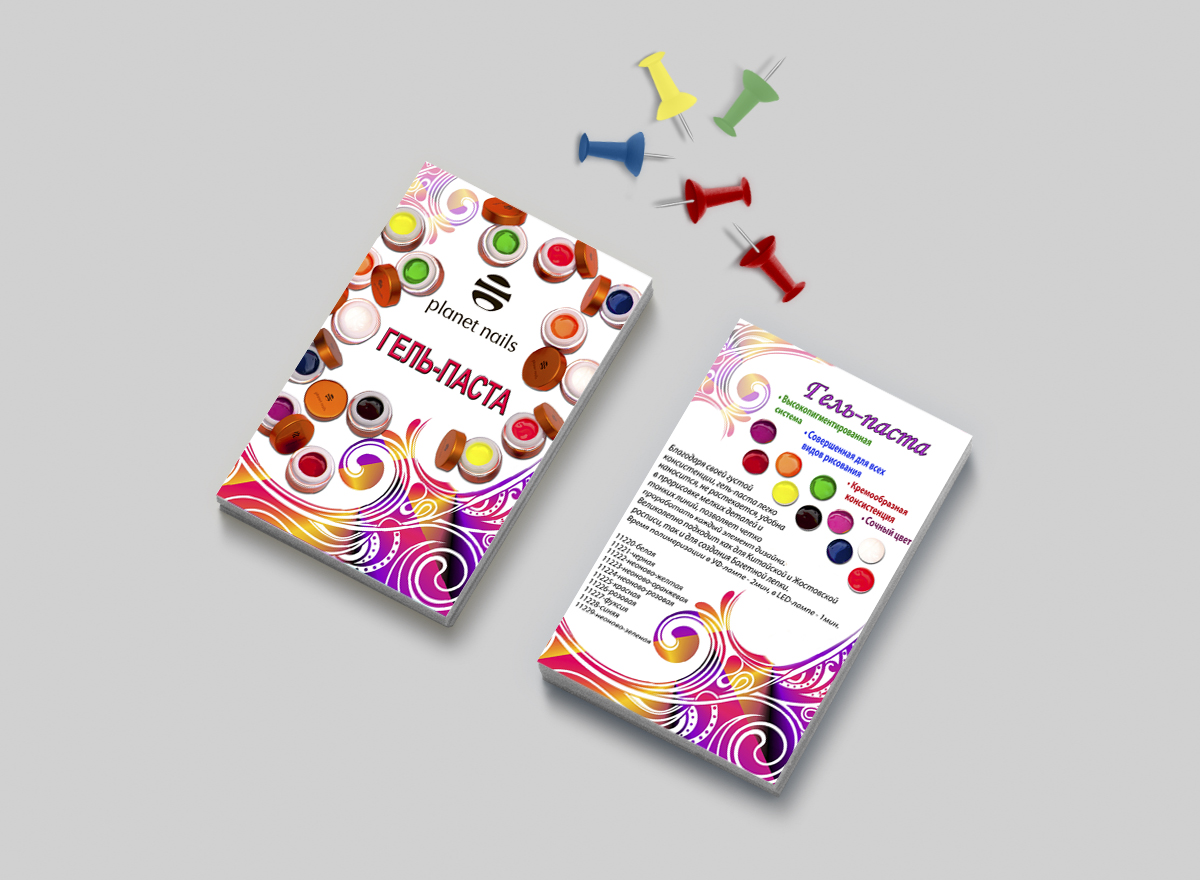 planet nails
ГЕЛЬ-ПАСТА
Гель-паста
• Высокопигментированная
система
• Совершенная для всех
видов рисования
• Кремообразная
консистенция
• Сочный цвет
Благодаря своей густой
консистенции, гель-паста легко
наносится, не растекается, удобна
в прорисовке мелких деталей и
тонких линий, позволяет четко
проработать каждый элемент дизайна.
Великолепно подходит как для Китайской и Жостовской
росписи, так и для создания багетной лепки.
Время полимеризации в УФ-лампе - 2мин, в LED-лампе - 1мин.
11220-белая
11221-черная
11222-неоново-желтая
11223-неоново-оранжевая
11224-неоново-розовая
11225-красная
11226-розовая
11227-фуксия
11228-синяя
11229-неоново-зеленая